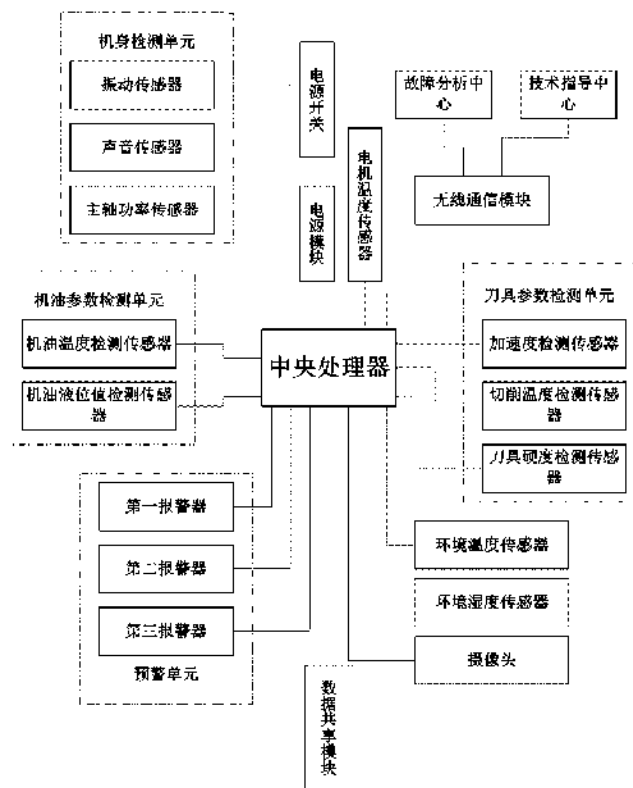 机身检测单元
振动传感器
声音传感器
主轴功率传感器
电源开关
电源模块
电机温度传感器
故障分析中
心
技术指导中
心
无线通信模块
机油参数检测单元
机油温度检测传感器
机油液位值检测传感
器
中央处理器
刀具参数检测单元
加速度检测传感器
切削温度检测传感
器
刀具硬度检测传感
器
第一报警器
第二报警器
第三报警器
预警单元
环境温度传感器
环境湿度传感器
摄像头
数据共享模块